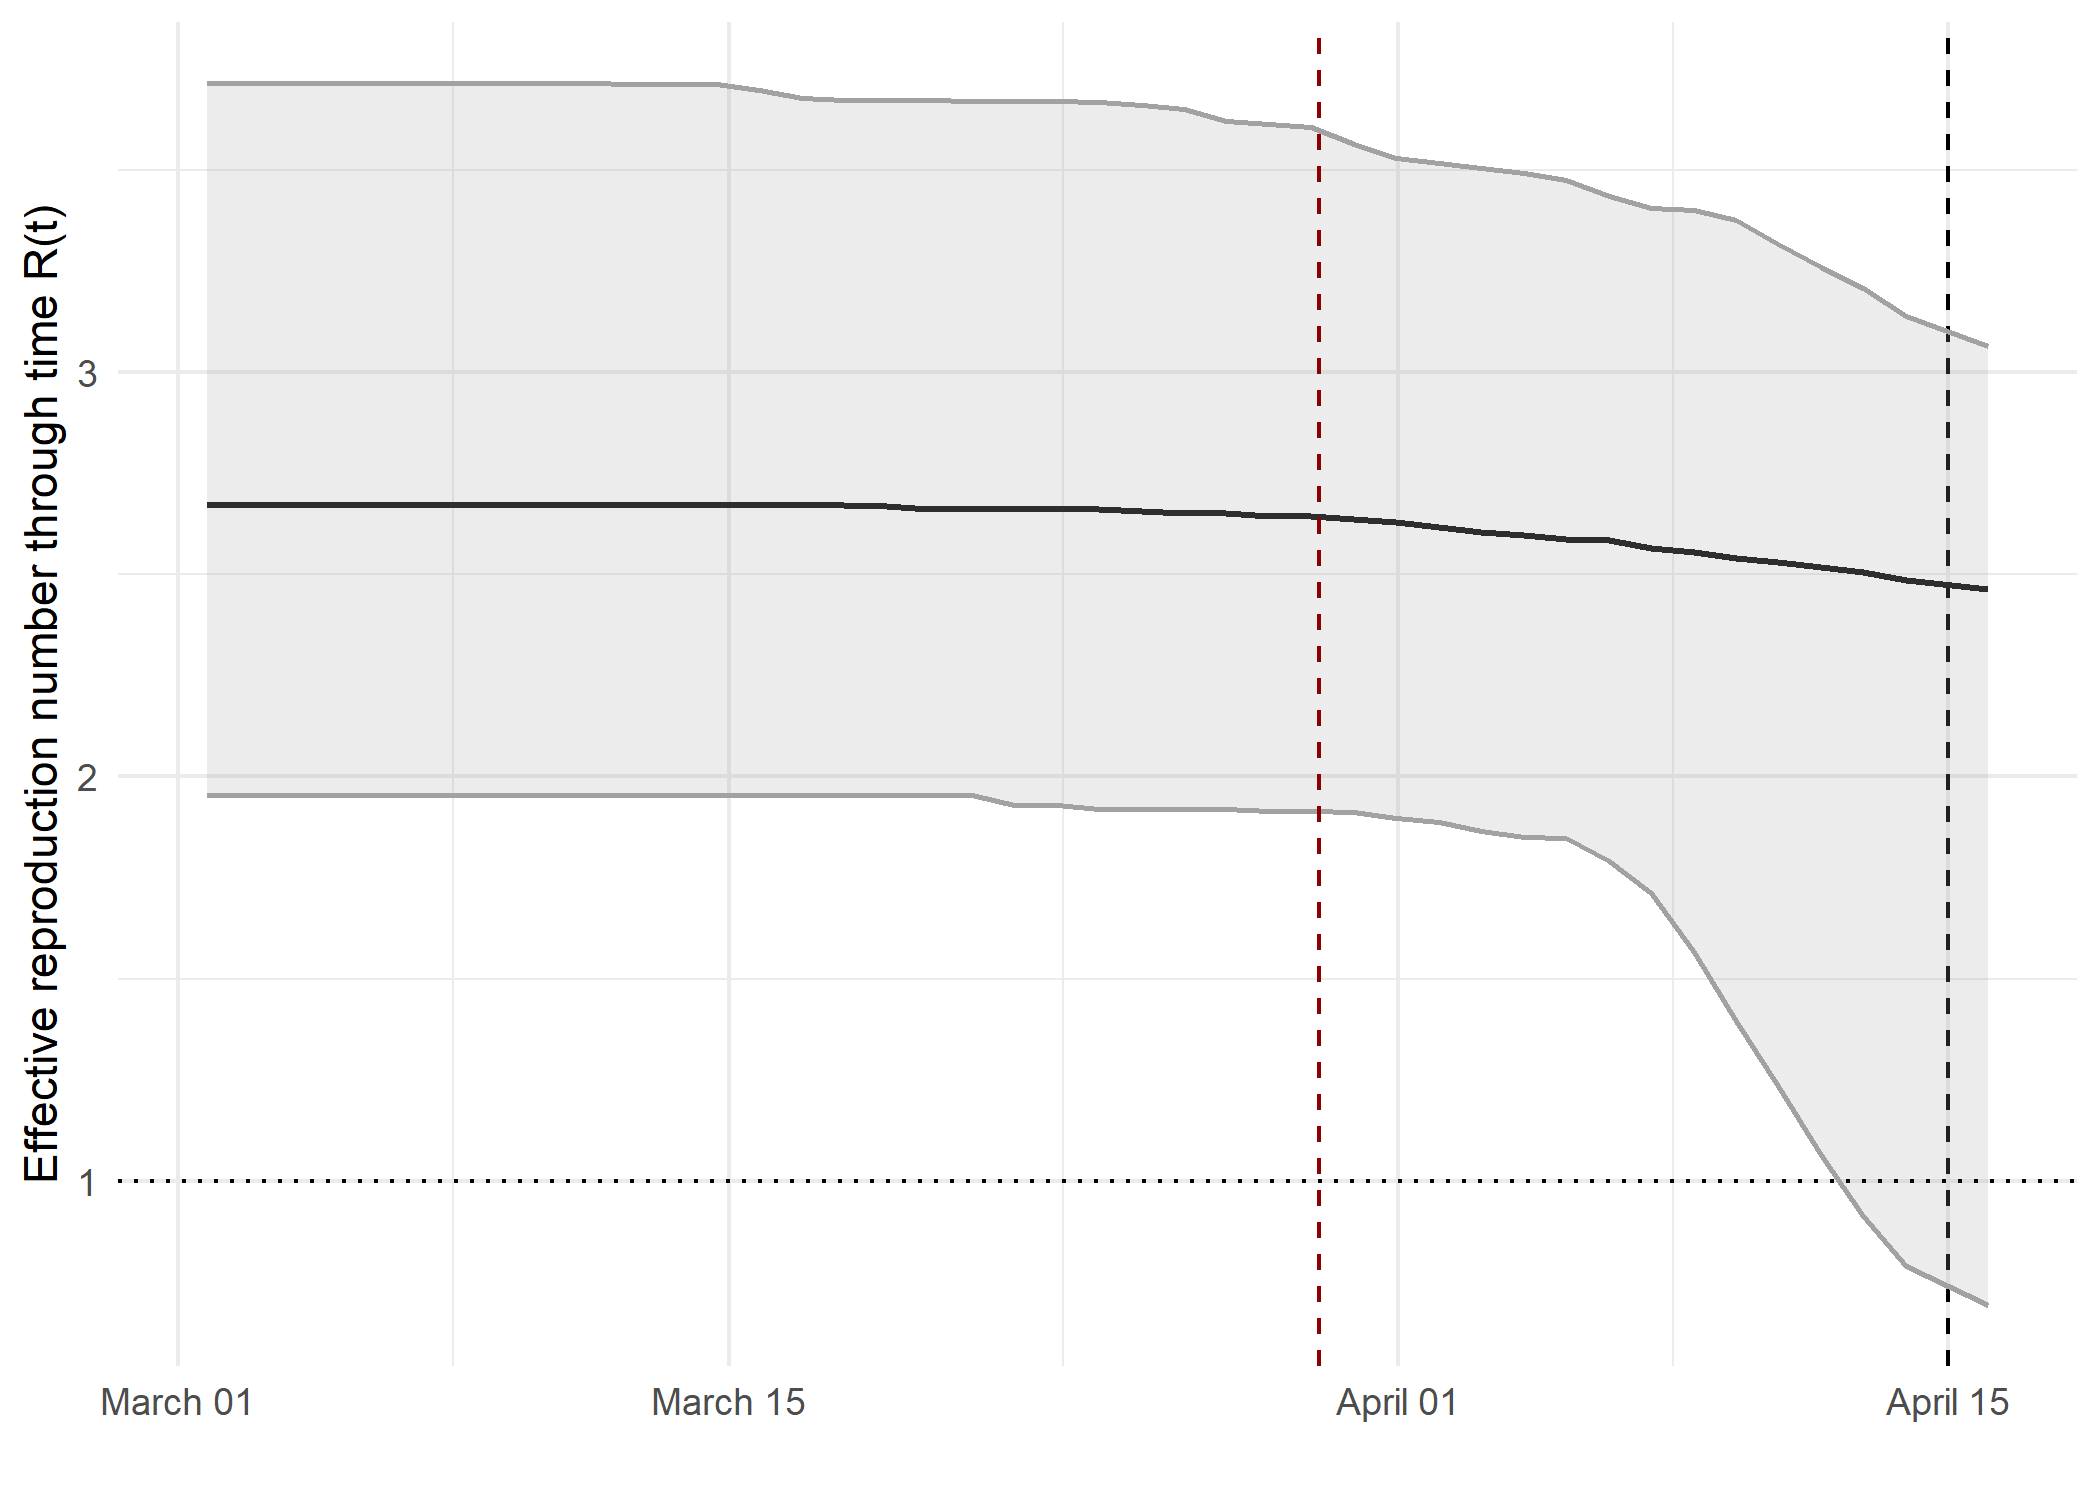 Effective reproduction number through time R(t)
3
2
1
March 01
March 15
April 01
April 15